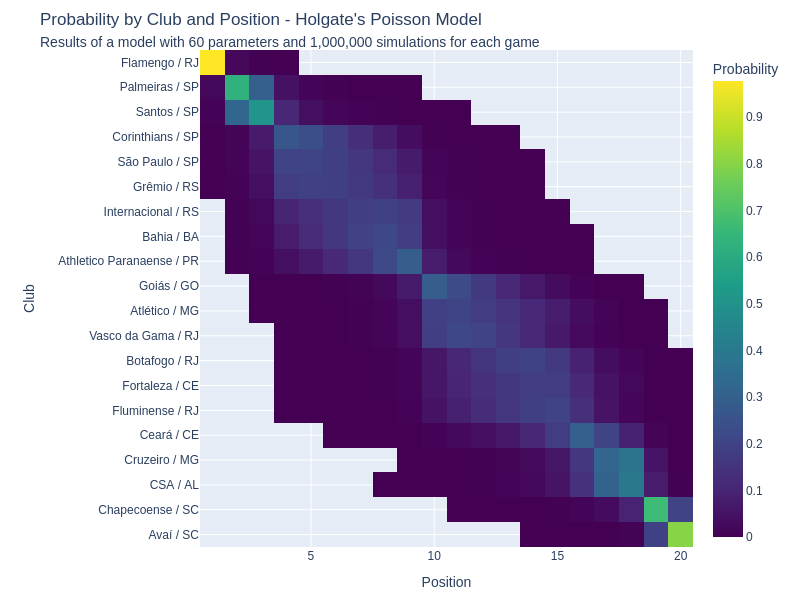 Probability by Club and Position - Holgate's Poisson Model
Results of a model with 60 parameters and 1,000,000 simulations for each game
Probability
Flamengo / RJ
Palmeiras / SP
Santos / SP
Corinthians / SP
São Paulo / SP
Grêmio / RS
Internacional / RS
Bahia / BA
Athletico Paranaense / PR
Goiás / GO
Atlético / MG
Vasco da Gama / RJ
Botafogo / RJ
Fortaleza / CE
Fluminense / RJ
Ceará / CE
Cruzeiro / MG
CSA / AL
Chapecoense / SC
Avaí / SC
Club
5
10
15
20
Position
0.9
0.8
0.7
0.6
0.5
0.4
0.3
0.2
0.1
0